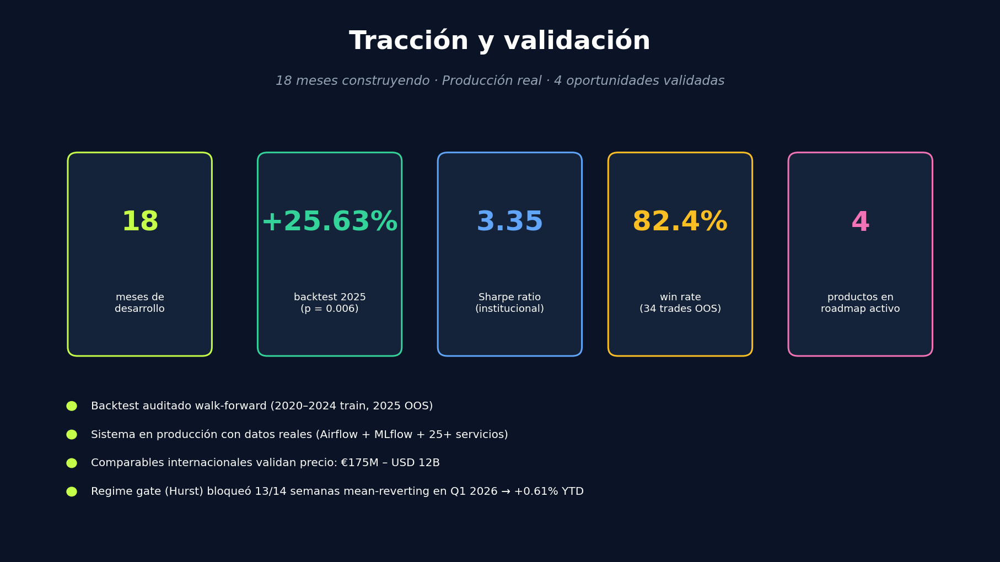 Tracción y validación
18 meses construyendo · Producción real · 4 oportunidades validadas
18
meses de
desarrollo
+25.63%
backtest 2025
(p = 0.006)
3.35
Sharpe ratio
(institucional)
82.4%
win rate
(34 trades OOS)
4
productos en
roadmap activo
Backtest auditado walk-forward (2020–2024 train, 2025 OOS)
Sistema en producción con datos reales (Airflow + MLflow + 25+ servicios)
Comparables internacionales validan precio: €175M – USD 12B
Regime gate (Hurst) bloqueó 13/14 semanas mean-reverting en Q1 2026 → +0.61% YTD